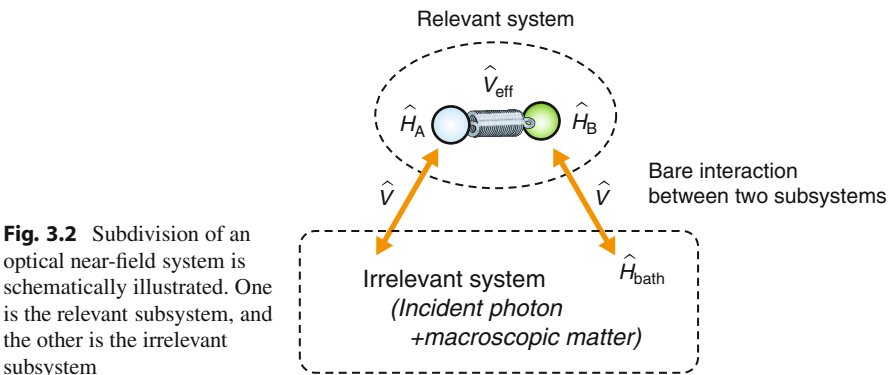 Relevant system
V̂eff
ĤA
ĤB
V̂
V̂
Bare interaction
between two subsystems
Irrelevant system
(Incident photon
+macroscopic matter)
Ĥbath
Fig. 3.2 Subdivision of an
optical near-field system is
schematically illustrated. One
is the relevant subsystem, and
the other is the irrelevant
subsystem